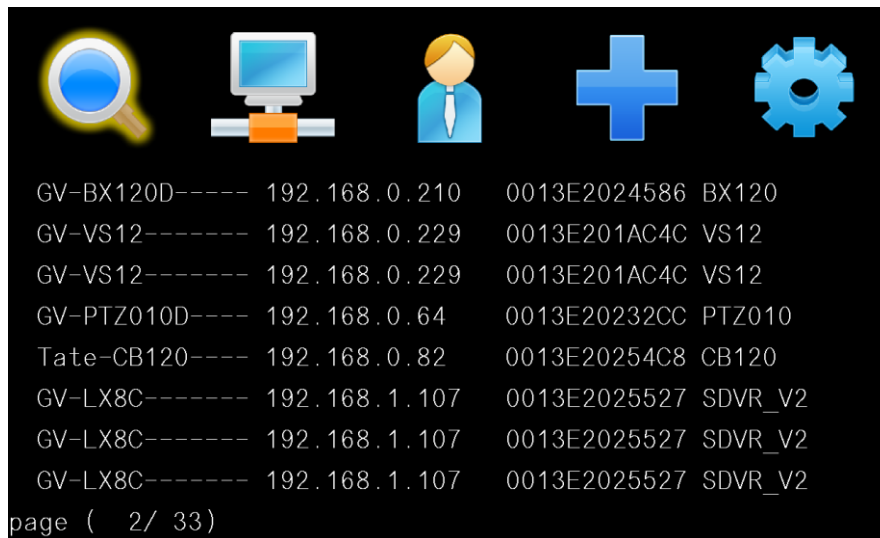 GV-BX120D----- 192.168.0.210 0013E2024586 BX120
GV-VS12------- 192.168.0.229 0013E201AC4C VS12
GV-VS12------- 192.168.0.229 0013E201AC4C VS12
GV-PTZ010D---- 192.168.0.64 0013E20232CC PTZ010
Tate-CB120---- 192.168.0.82 0013E20254C8 CB120
GV-LX8C------- 192.168.1.107 0013E2025527 SDVR_V2
GV-LX8C------- 192.168.1.107 0013E2025527 SDVR_V2
GV-LX8C------- 192.168.1.107 0013E2025527 SDVR_V2
page ( 2/ 33)